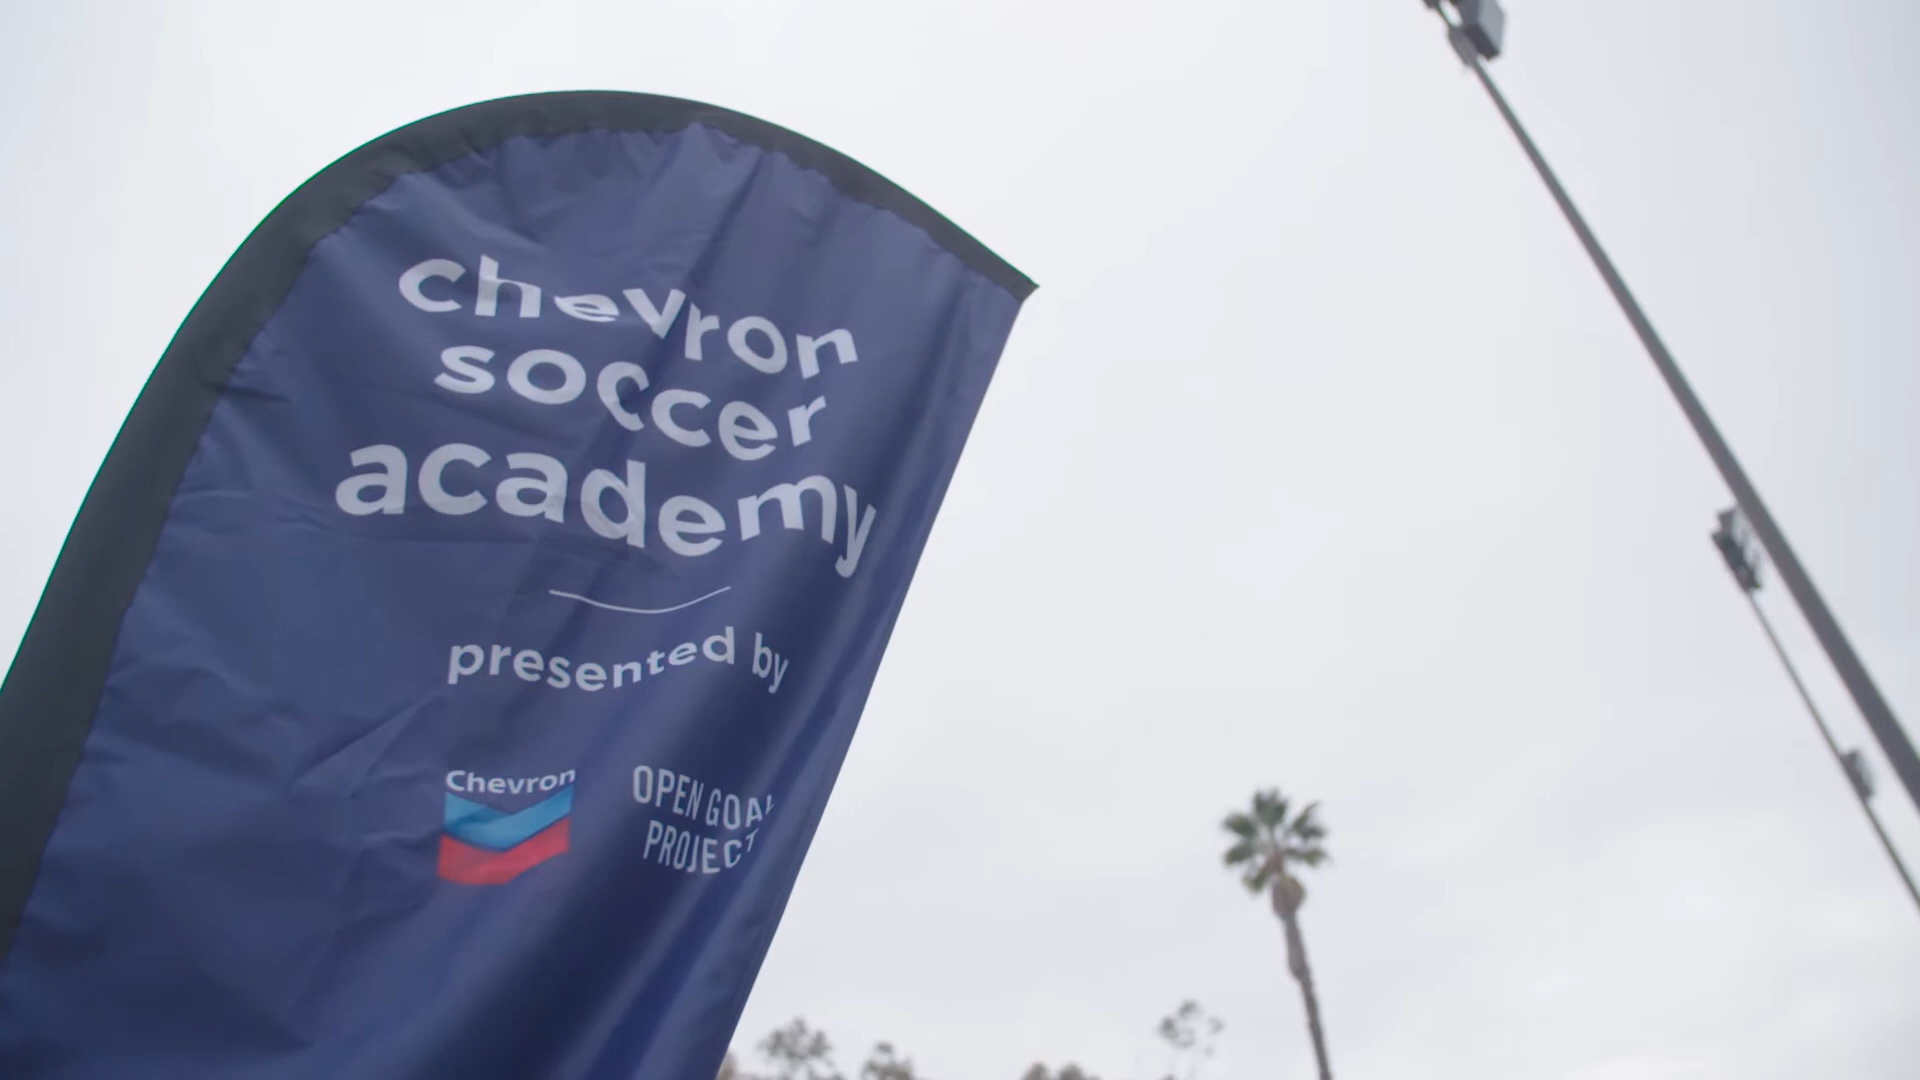 chevron
soccer
academy
presented by
Chevron
OPEN GOAL
PROJECT